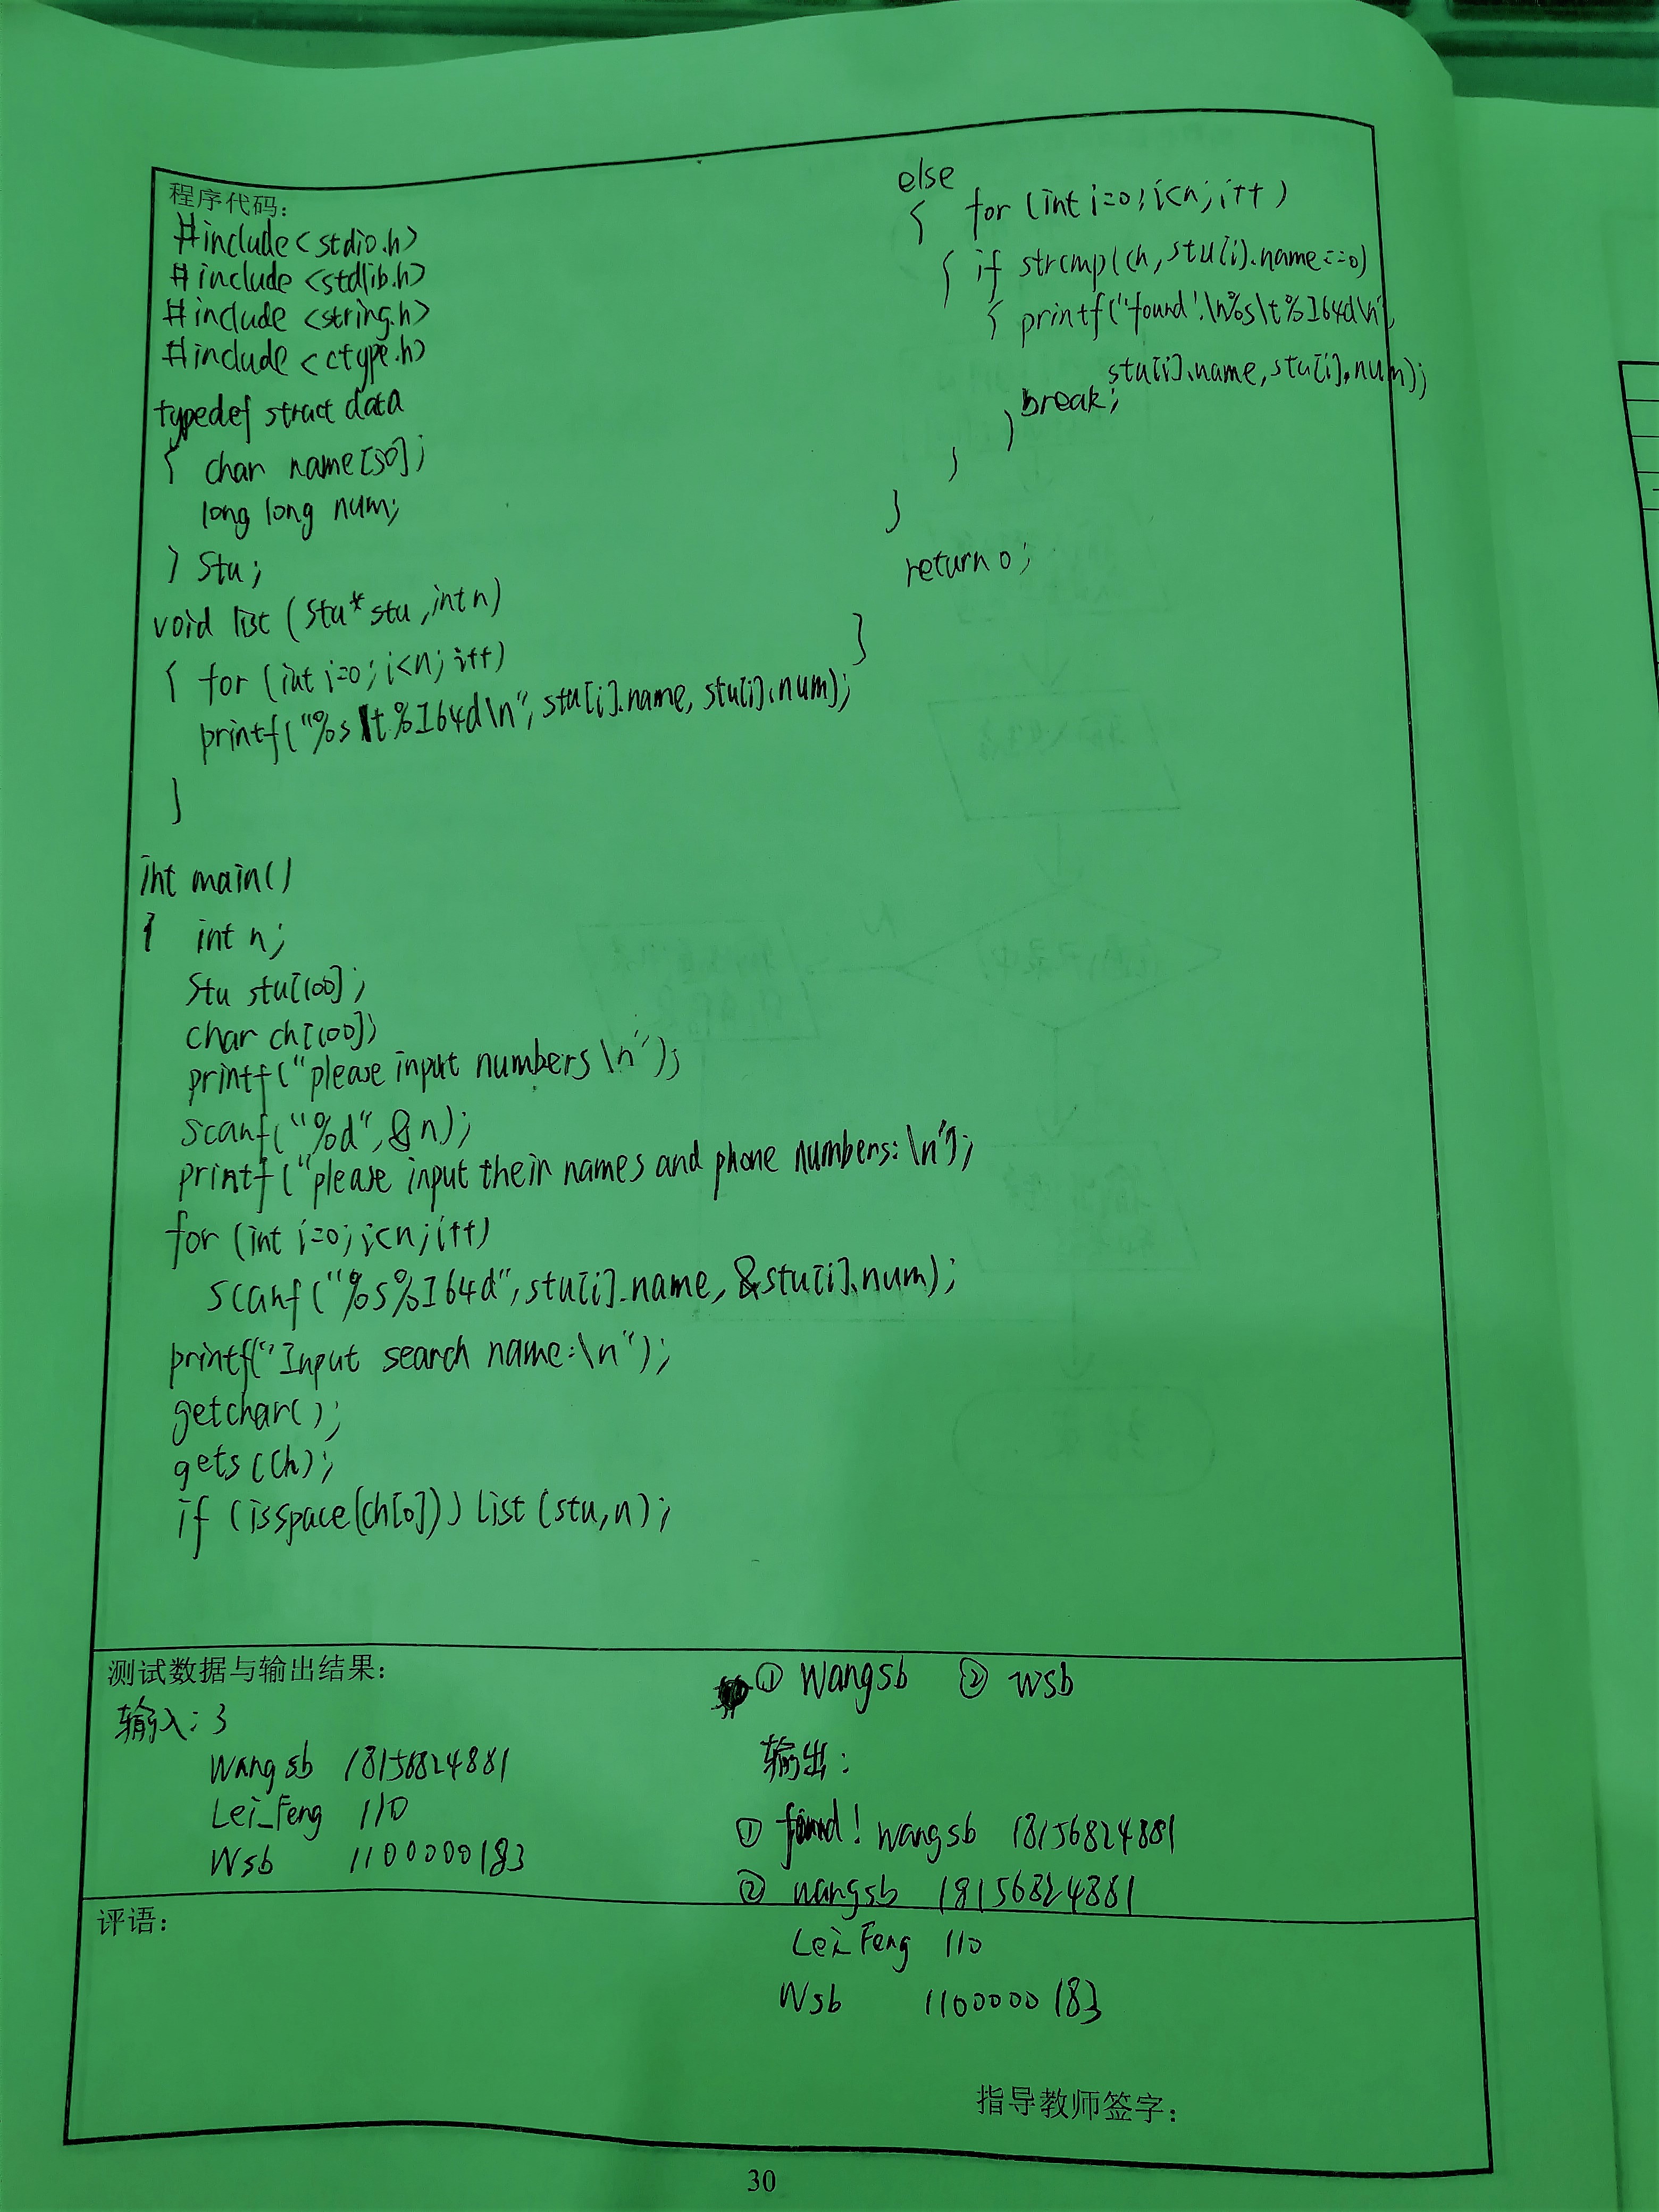 程序代码:
#include<stdio.h>
#include<stdlib.h>
#include<string.h>
#include<ctype.h>
typedef struct data
{ char name[30];
long long num;
} Stu;
void list (Stu* stu,int n)
{ for (int i=0;i<n;i++)
printf("%s\t%I64d\n",stu[i].name,stu[i].num);
}
int main()
{ int n;
Stu stu[100];
char ch[100];
printf("please input numbers\n");
scanf("%d",&n);
printf("please input their names and phone numbers:\n");
for (int i=0;i<n;i++)
scanf("%s%I64d",stu[i].name,&stu[i].num);
printf("Input search name:\n");
getchar();
gets(ch);
if (isspace(ch[0])) list(stu,n);
else
{ for (int i=0;i<n;i++)
{ if strcmp(ch,stu[i].name==0)
{ printf("found!\n%s\t%I64d\n",
stu[i].name,stu[i].num);
break;
}
}
}
return 0;
}
测试数据与输出结果:
输入: 3
Wangsb 18156824881
Lei_Feng 110
Wsb 1100000183
① Wangsb ② wsb
输出:
① found! wangsb 18156824881
② wangsb 18156824881
Lei Feng 110
Wsb 1100000183
评语:
指导教师签字:
30